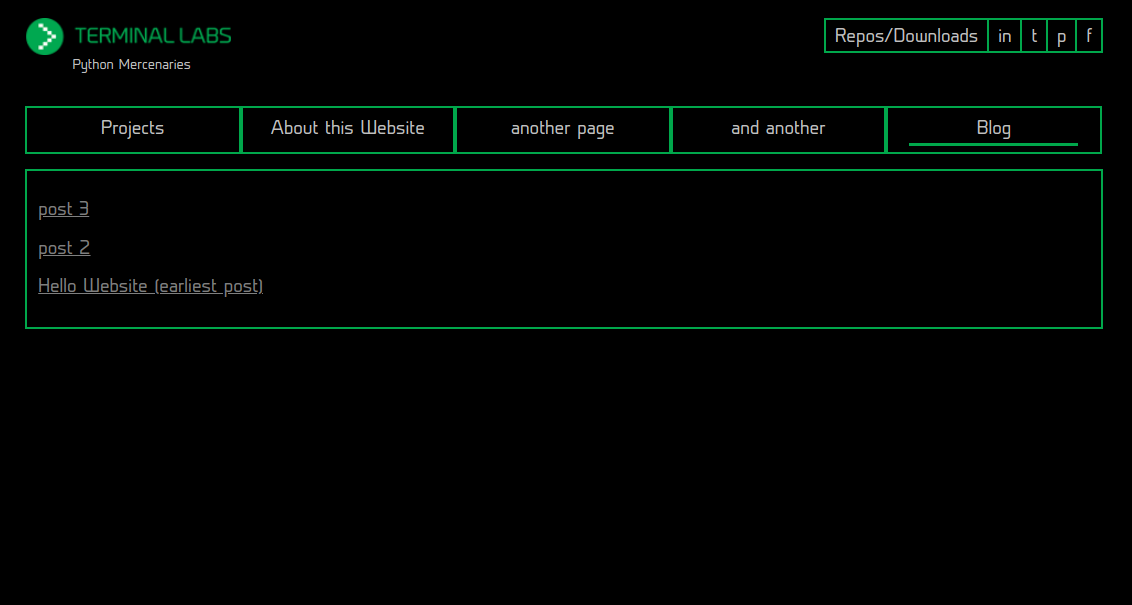 TERMINAL LABS
Python Mercenaries
Repos/Downloads in t p f
Projects About this Website another page and another Blog
post 3
post 2
Hello Website (earliest post)